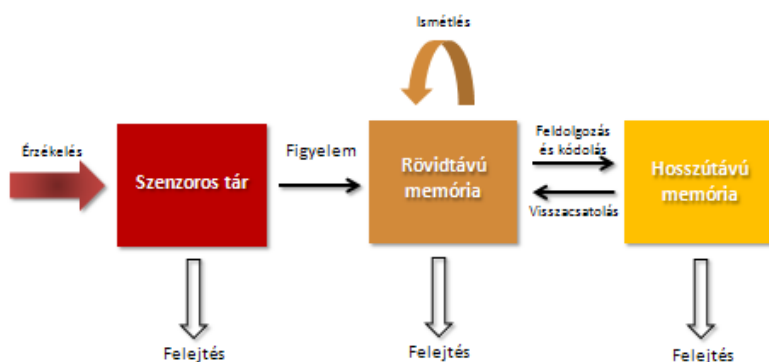 Ismétlés
Érzékelés
Szenzoros tár
Figyelem
Rövidtávú
memória
Feldolgozás
és kódolás
Visszacsatolás
Hosszútávú
memória
Felejtés
Felejtés
Felejtés